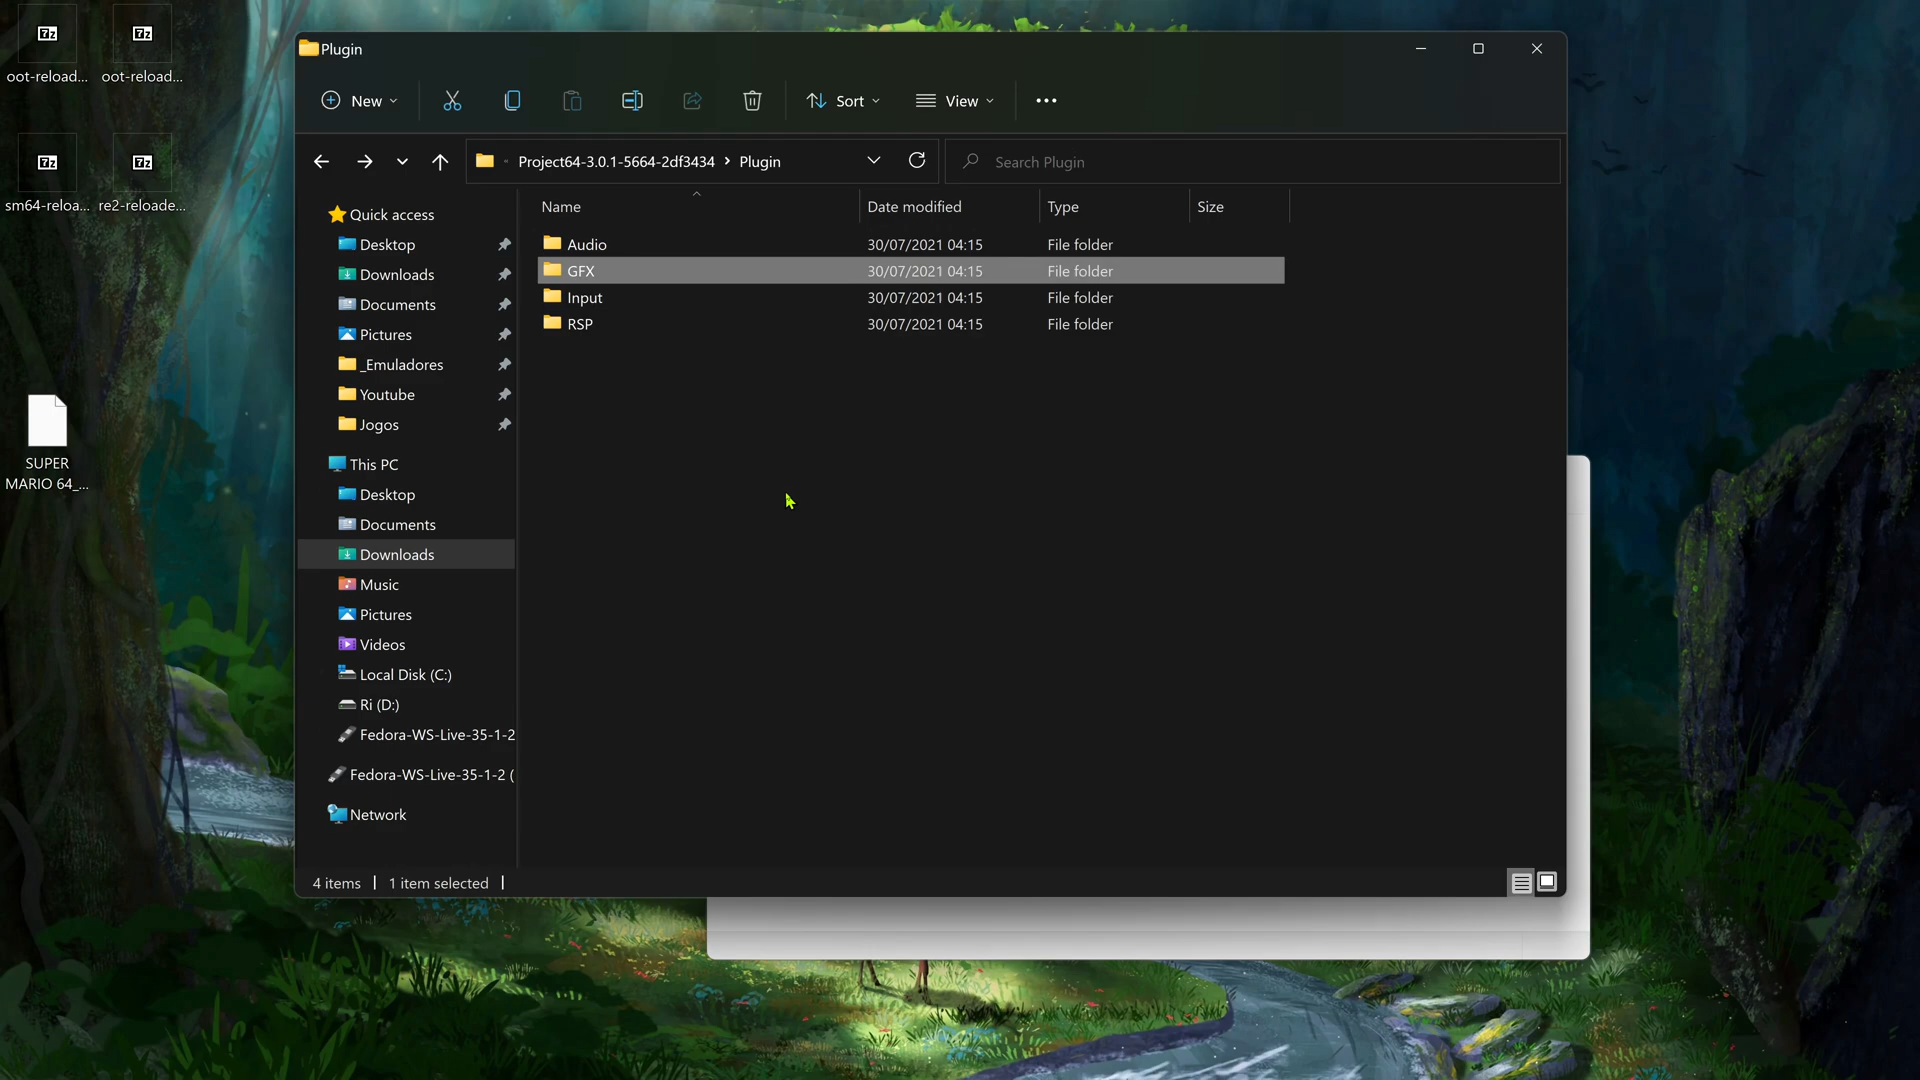 7z
7z
oot-reload...
oot-reload...
7z
7z
sm64-reloa...
re2-reloade...
SUPER
MARIO 64_...
Plugin
New
Sort
View
Project64-3.0.1-5664-2df3434 > Plugin
Search Plugin
Name
Date modified
Type
Size
Audio 30/07/2021 04:15 File folder
GFX 30/07/2021 04:15 File folder
Input 30/07/2021 04:15 File folder
RSP 30/07/2021 04:15 File folder
Quick access
Desktop
Downloads
Documents
Pictures
_Emuladores
Youtube
Jogos
This PC
Desktop
Documents
Downloads
Music
Pictures
Videos
Local Disk (C:)
Ri (D:)
Fedora-WS-Live-35-1-2
Fedora-WS-Live-35-1-2 (
Network
4 items
1 item selected